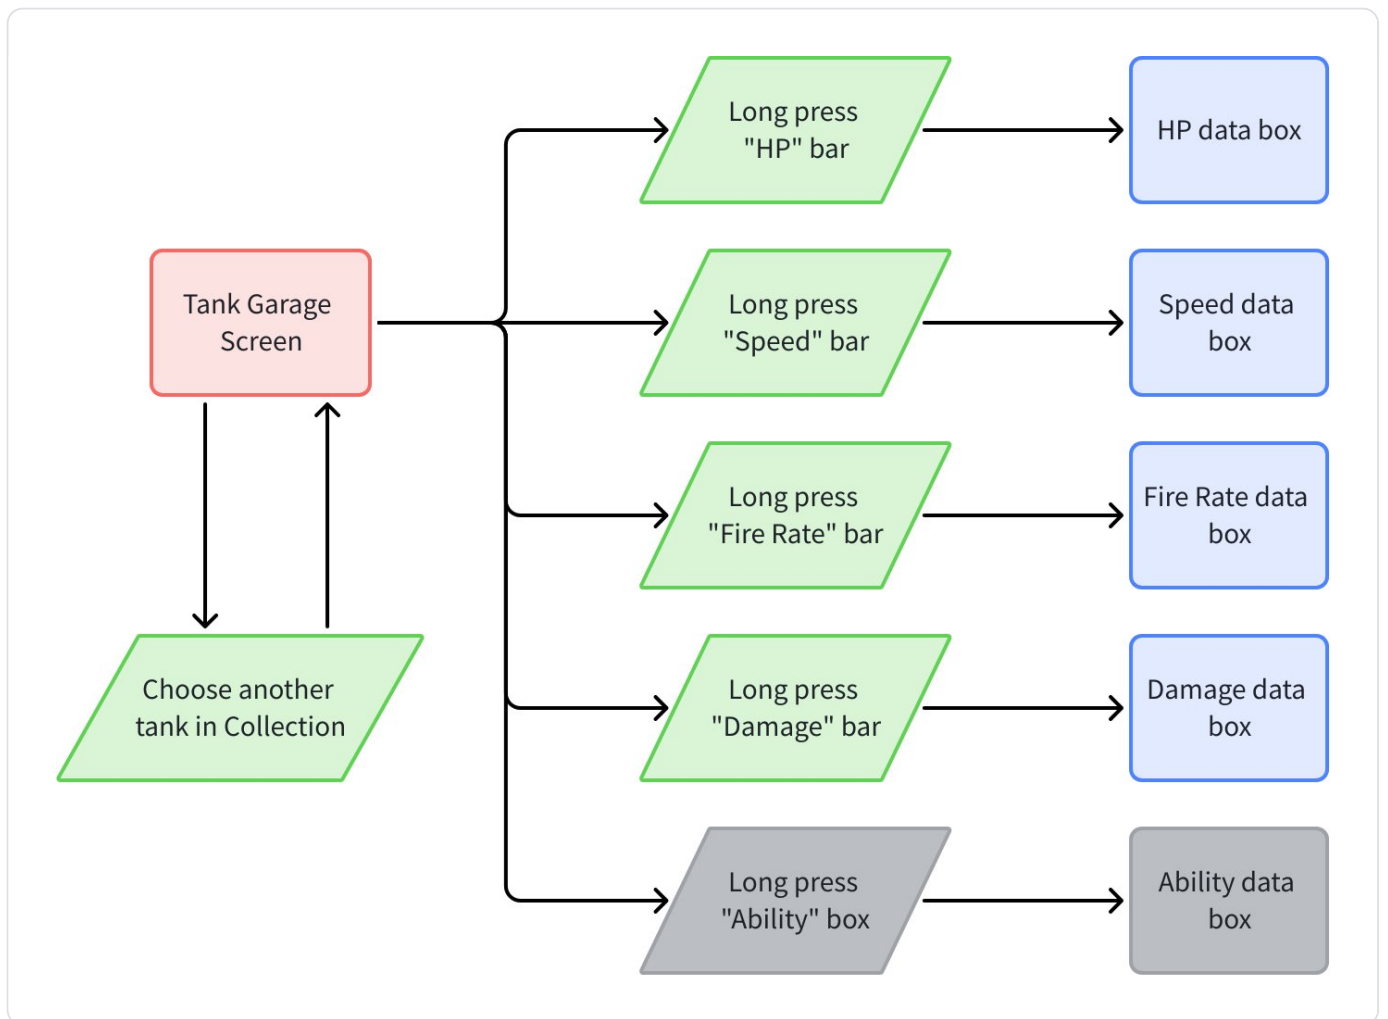 Long press
"HP" bar
HP data box
Tank Garage
Screen
Long press
"Speed" bar
Speed data
box
Long press
"Fire Rate" bar
Fire Rate data
box
Choose another
tank in Collection
Long press
"Damage" bar
Damage data
box
Long press
"Ability" box
Ability data
box